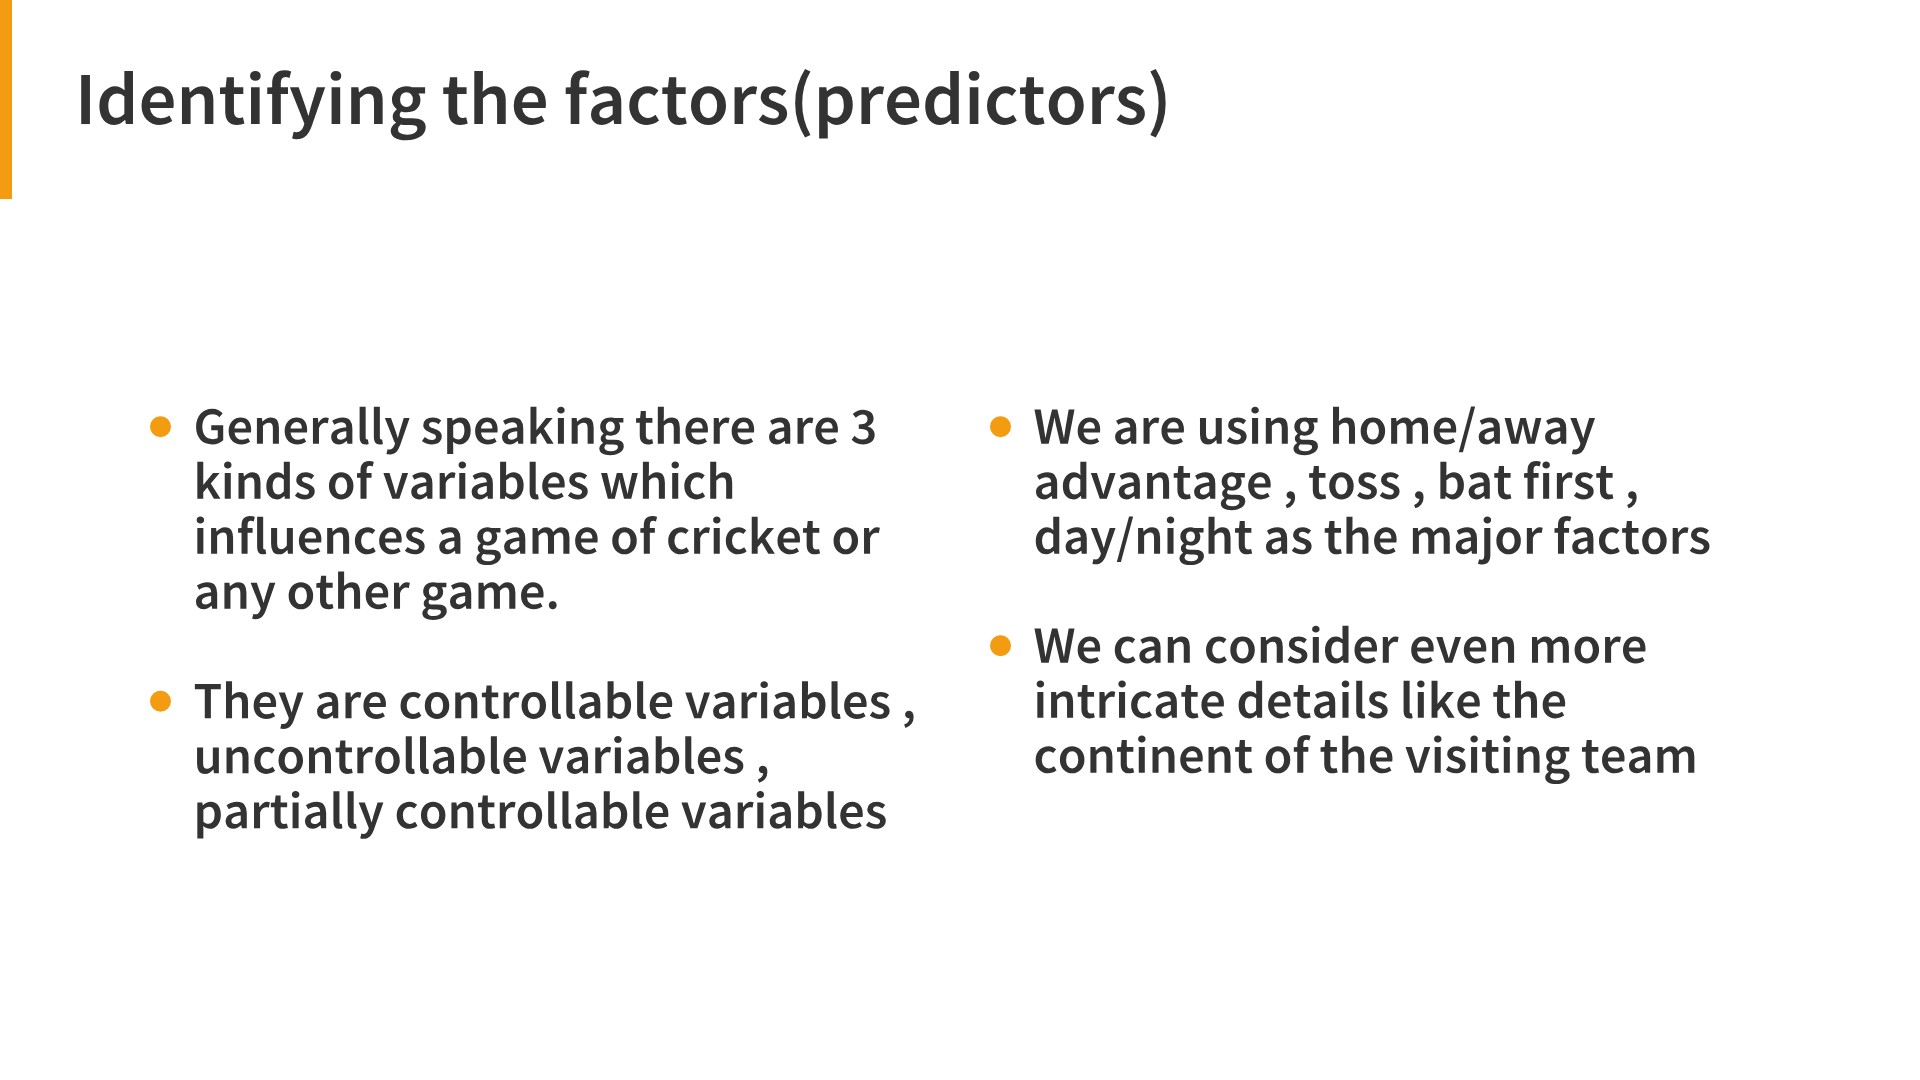 Identifying the factors(predictors)
Generally speaking there are 3
kinds of variables which
influences a game of cricket or
any other game.
They are controllable variables ,
uncontrollable variables ,
partially controllable variables
We are using home/away
advantage , toss , bat first ,
day/night as the major factors
We can consider even more
intricate details like the
continent of the visiting team